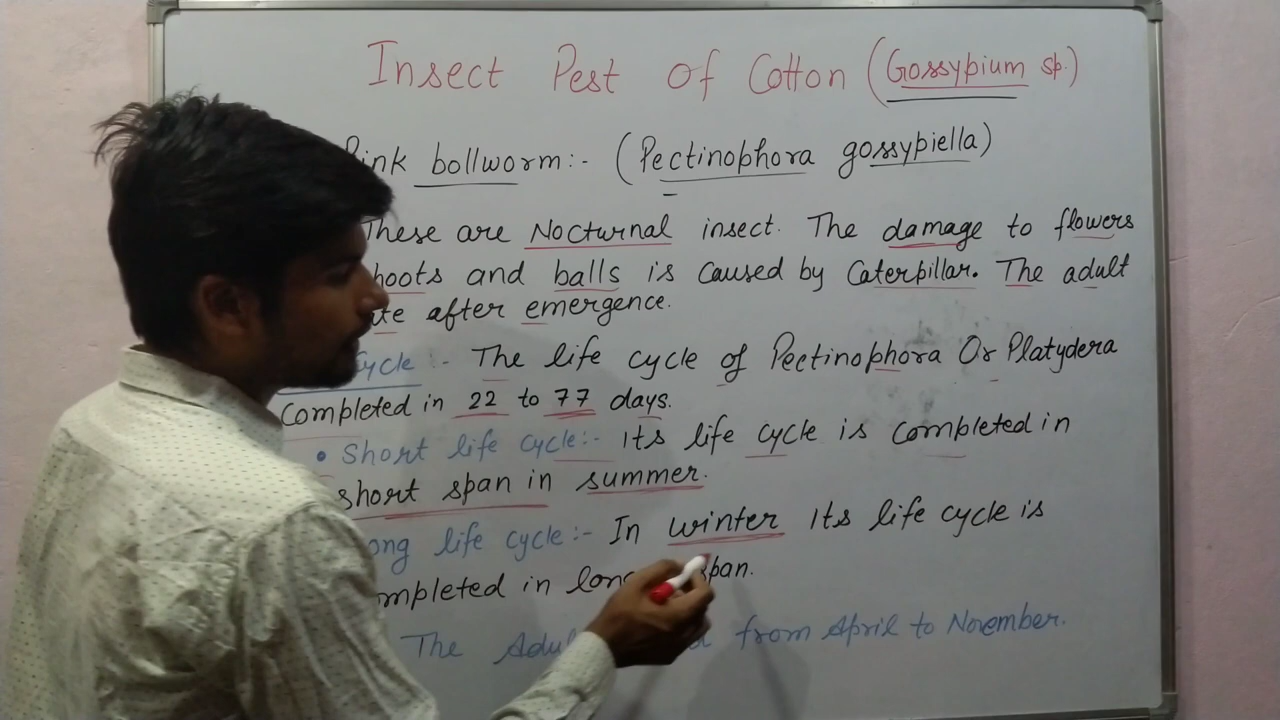 Insect Pest Of Cotton (Gossypium sp.)
Pink bollworm:- (Pectinophora gossypiella)
These are Nocturnal insect. The damage to flowers
hoots and balls is caused by Caterpillar. The adult
after emergence.
Cycle :- The life cycle of Pectinophora Or Platydera
completed in 22 to 77 days.
• Short life cycle:- Its life cycle is completed in
short span in summer.
ong life cycle:- In winter Its life cycle is
mpleted in long span.
The Adul from April to November.